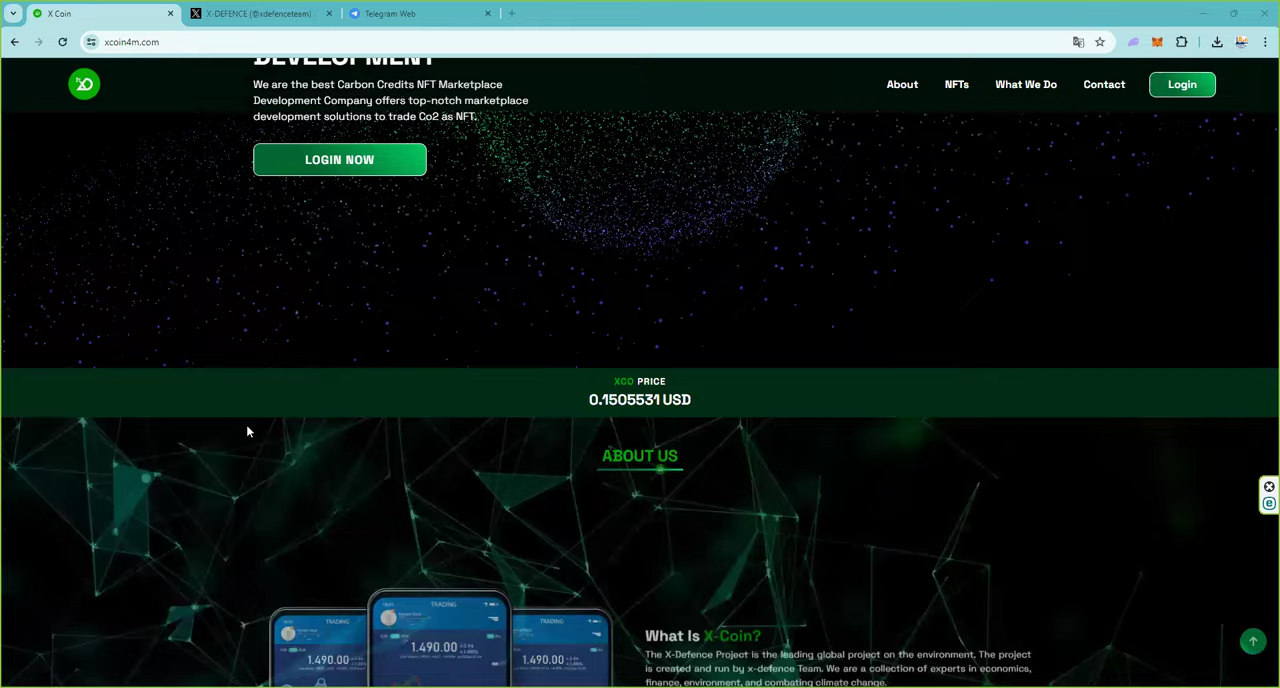 X Coin
X-DEFENCE (@xdefenceteam)
Telegram Web
xcoin4m.com
DEVELOPMENT
We are the best Carbon Credits NFT Marketplace
Development Company offers top-notch marketplace
development solutions to trade Co2 as NFT.
About
NFTs
What We Do
Contact
Login
LOGIN NOW
XCO PRICE
0.1505531 USD
ABOUT US
TRADING
TRADING
TRADING
1.490.00
1.490.00
1.490.00
What Is X-Coin?
The X-Defence Project is the leading global project on the environment. The project
is created and run by x-defence Team. We are a collection of experts in economics,
finance, environment, and combating climate change.